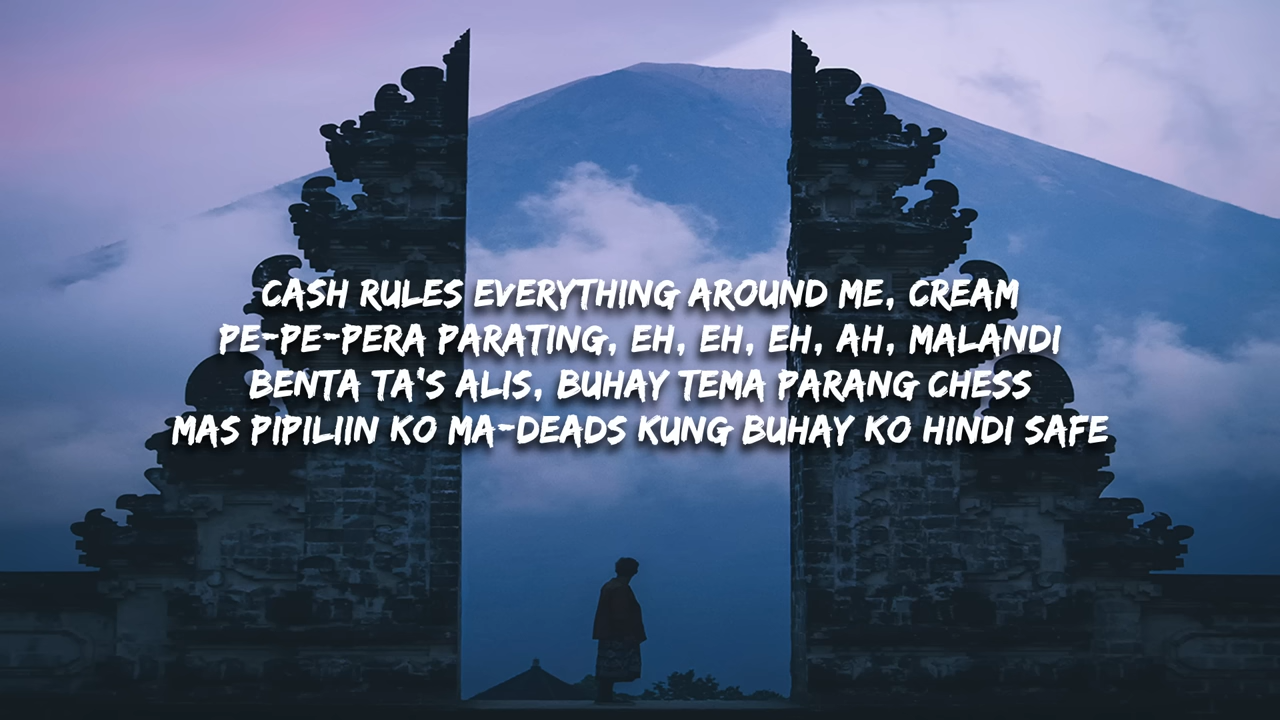 CASH RULES EVERYTHING AROUND ME, CREAM
PE-PE-PERA PARATING, EH, EH, EH, AH, MALANDI
BENTA TA'S ALIS, BUHAY TEMA PARANG CHESS
MAS PIPILIIN KO MA-DEADS KUNG BUHAY KO HINDI SAFE